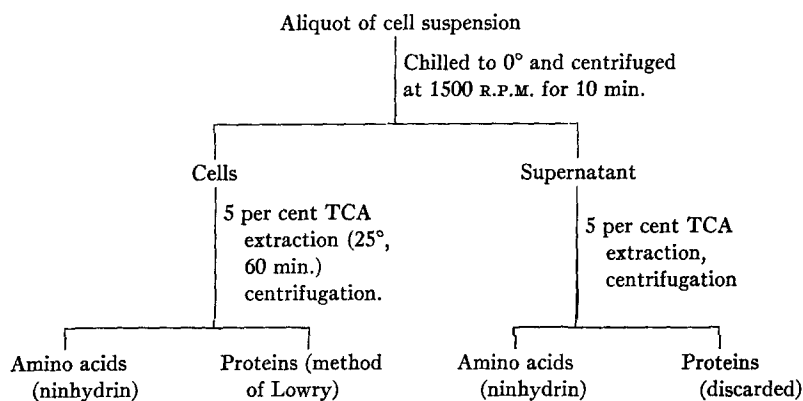 Aliquot of cell suspension
Chilled to 0° and centrifuged
at 1500 R.P.M. for 10 min.
Cells
Supernatant
5 per cent TCA
extraction (25°,
60 min.)
centrifugation.
5 per cent TCA
extraction,
centrifugation
Amino acids
(ninhydrin)
Proteins (method
of Lowry)
Amino acids
(ninhydrin)
Proteins
(discarded)